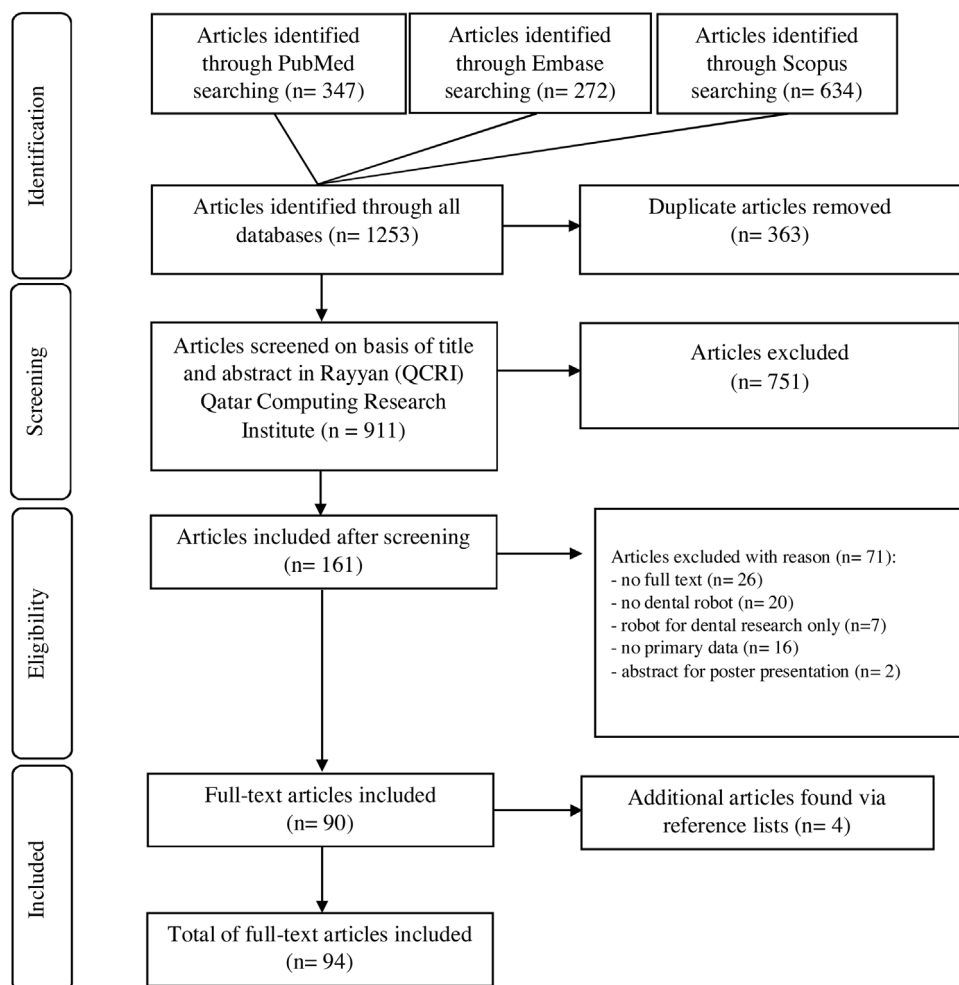 Identification
Articles identified
through PubMed
searching (n= 347)
Articles identified
through Embase
searching (n= 272)
Articles identified
through Scopus
searching (n= 634)
Articles identified through all
databases (n= 1253)
Duplicate articles removed
(n= 363)
Screening
Articles screened on basis of title
and abstract in Rayyan (QCRI)
Qatar Computing Research
Institute (n = 911)
Articles excluded
(n= 751)
Eligibility
Articles included after screening
(n= 161)
Articles excluded with reason (n= 71):
- no full text (n= 26)
- no dental robot (n= 20)
- robot for dental research only (n=7)
- no primary data (n= 16)
- abstract for poster presentation (n= 2)
Included
Full-text articles included
(n= 90)
Additional articles found via
reference lists (n= 4)
Total of full-text articles included
(n= 94)